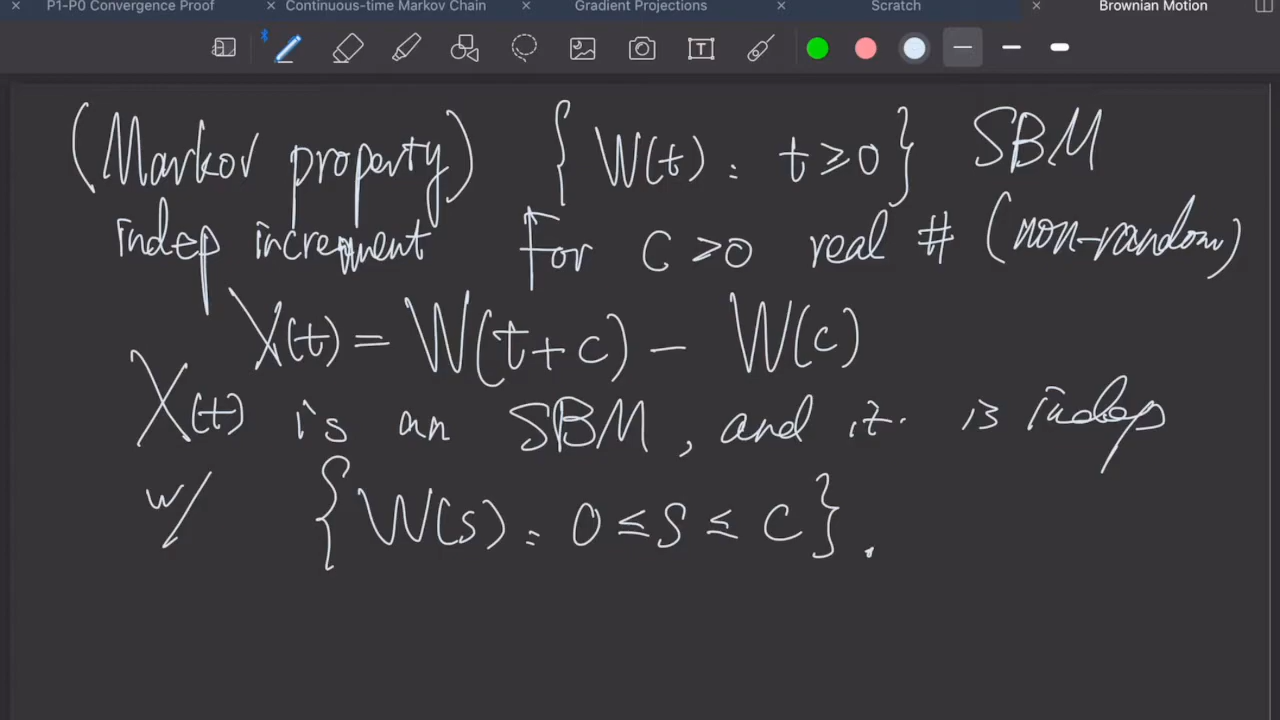 P1-P0 Convergence Proof Continuous-time Markov Chain Gradient Projections Scratch Brownian Motion
(Markov property) {W(t): t≥0} SBM
indep increment For C>0 real # (non-random)
X(t) = W(t+c) - W(c)
X(t) is an SBM, and it is indep
w/ {W(s): 0≤S≤C}.